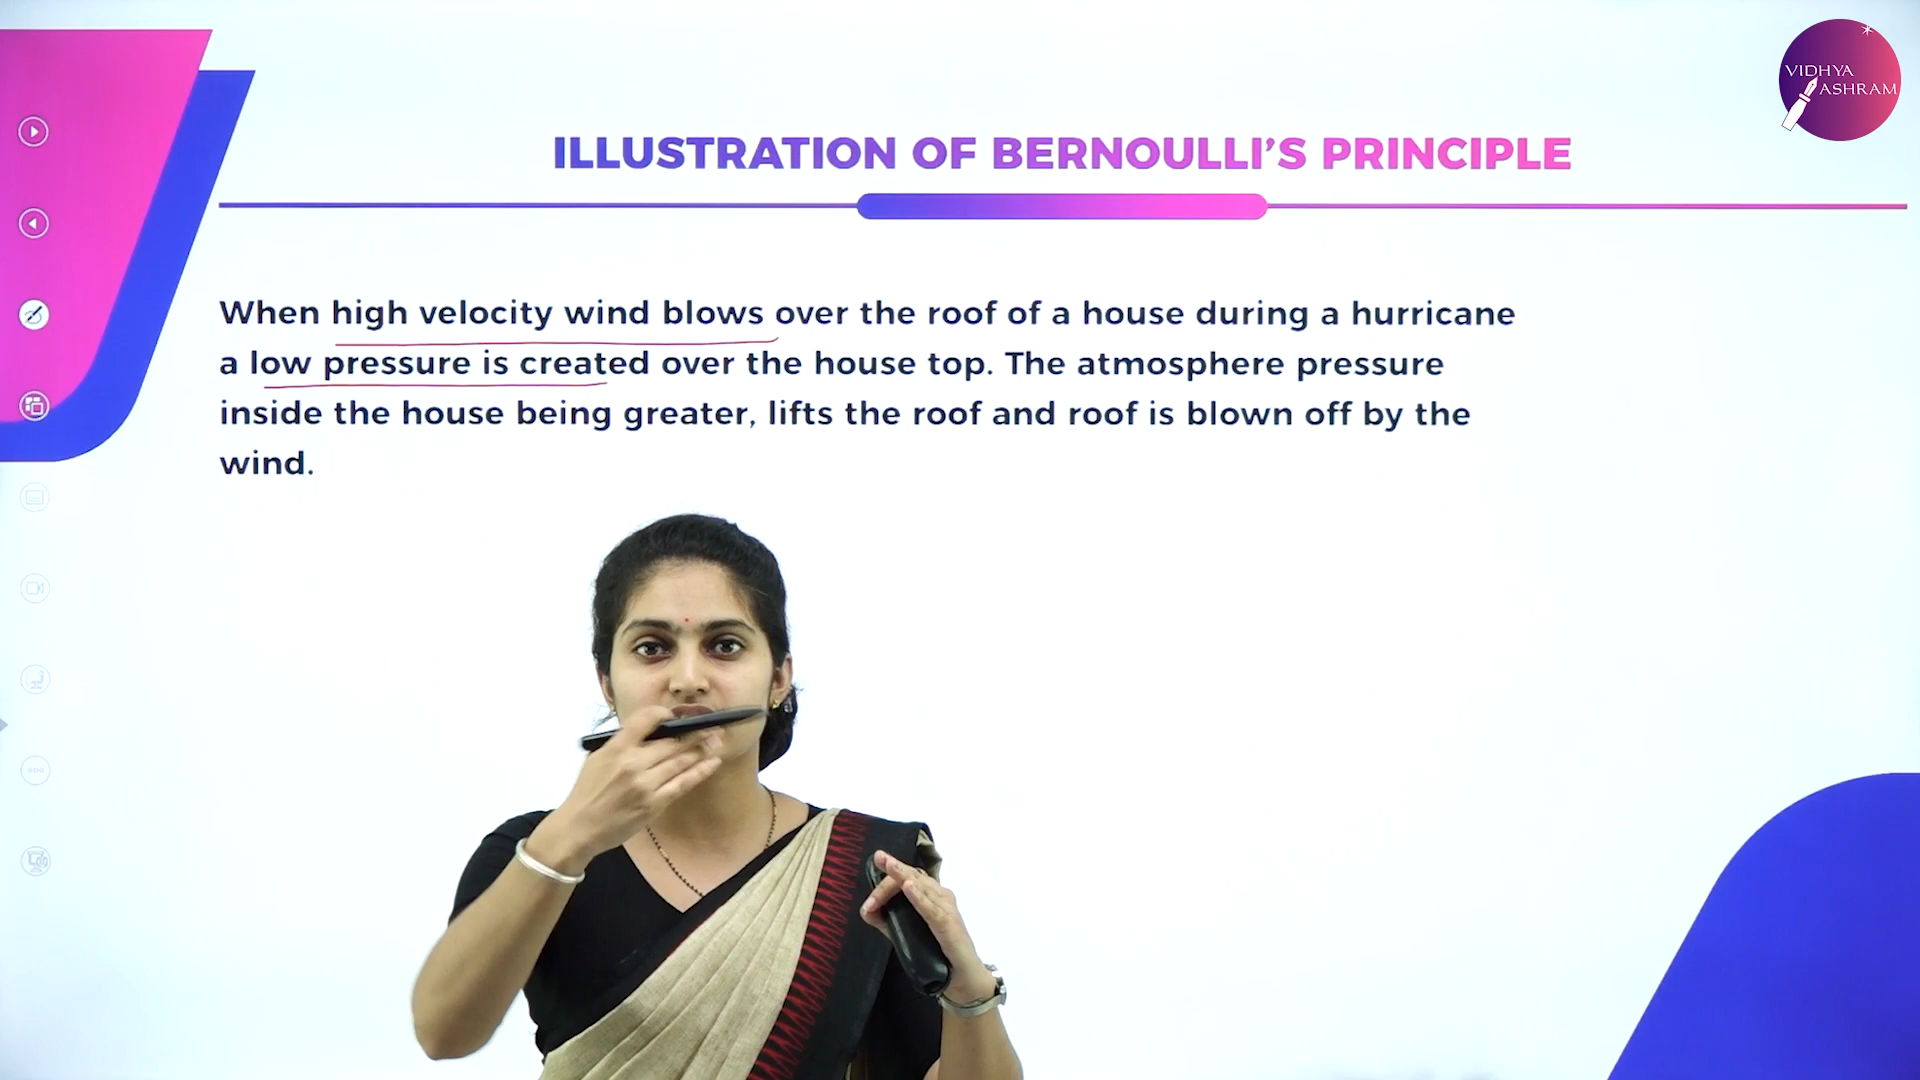 VIDHYA
ASHRAM
ILLUSTRATION OF BERNOULLI'S PRINCIPLE
When high velocity wind blows over the roof of a house during a hurricane
a low pressure is created over the house top. The atmosphere pressure
inside the house being greater, lifts the roof and roof is blown off by the
wind.